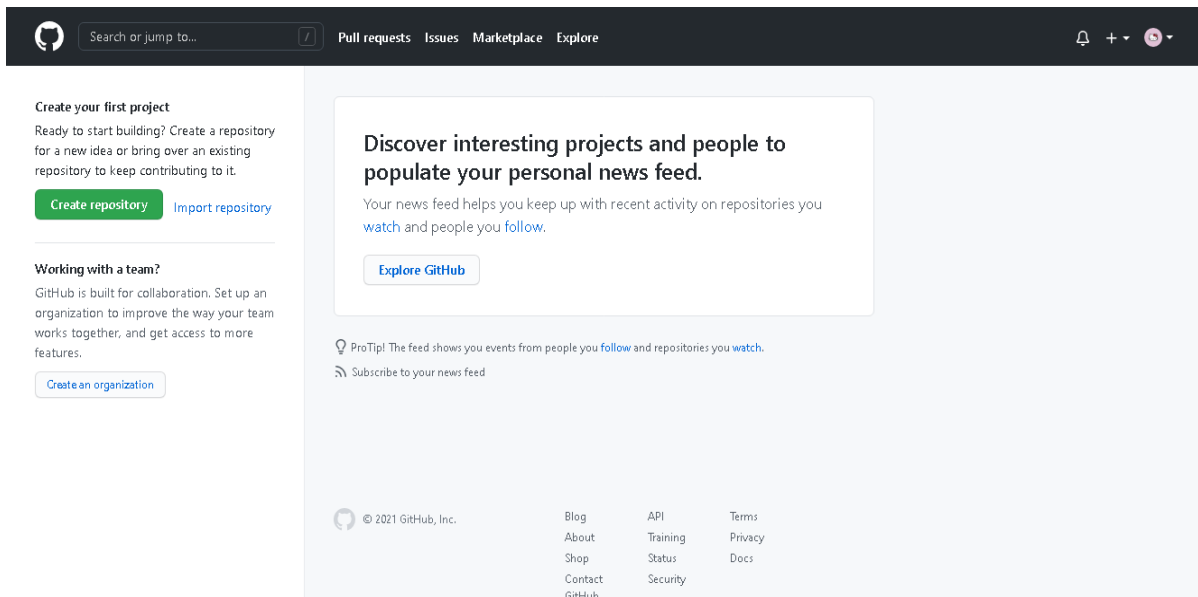 Search or jump to... /
Pull requests Issues Marketplace Explore
Create your first project
Ready to start building? Create a repository
for a new idea or bring over an existing
repository to keep contributing to it.
Create repository Import repository
Working with a team?
GitHub is built for collaboration. Set up an
organization to improve the way your team
works together, and get access to more
features.
Create an organization
Discover interesting projects and people to
populate your personal news feed.
Your news feed helps you keep up with recent activity on repositories you
watch and people you follow.
Explore GitHub
ProTip! The feed shows you events from people you follow and repositories you watch.
Subscribe to your news feed
© 2021 GitHub, Inc.
Blog
About
Shop
Contact
GitHub
API
Training
Status
Security
Terms
Privacy
Docs